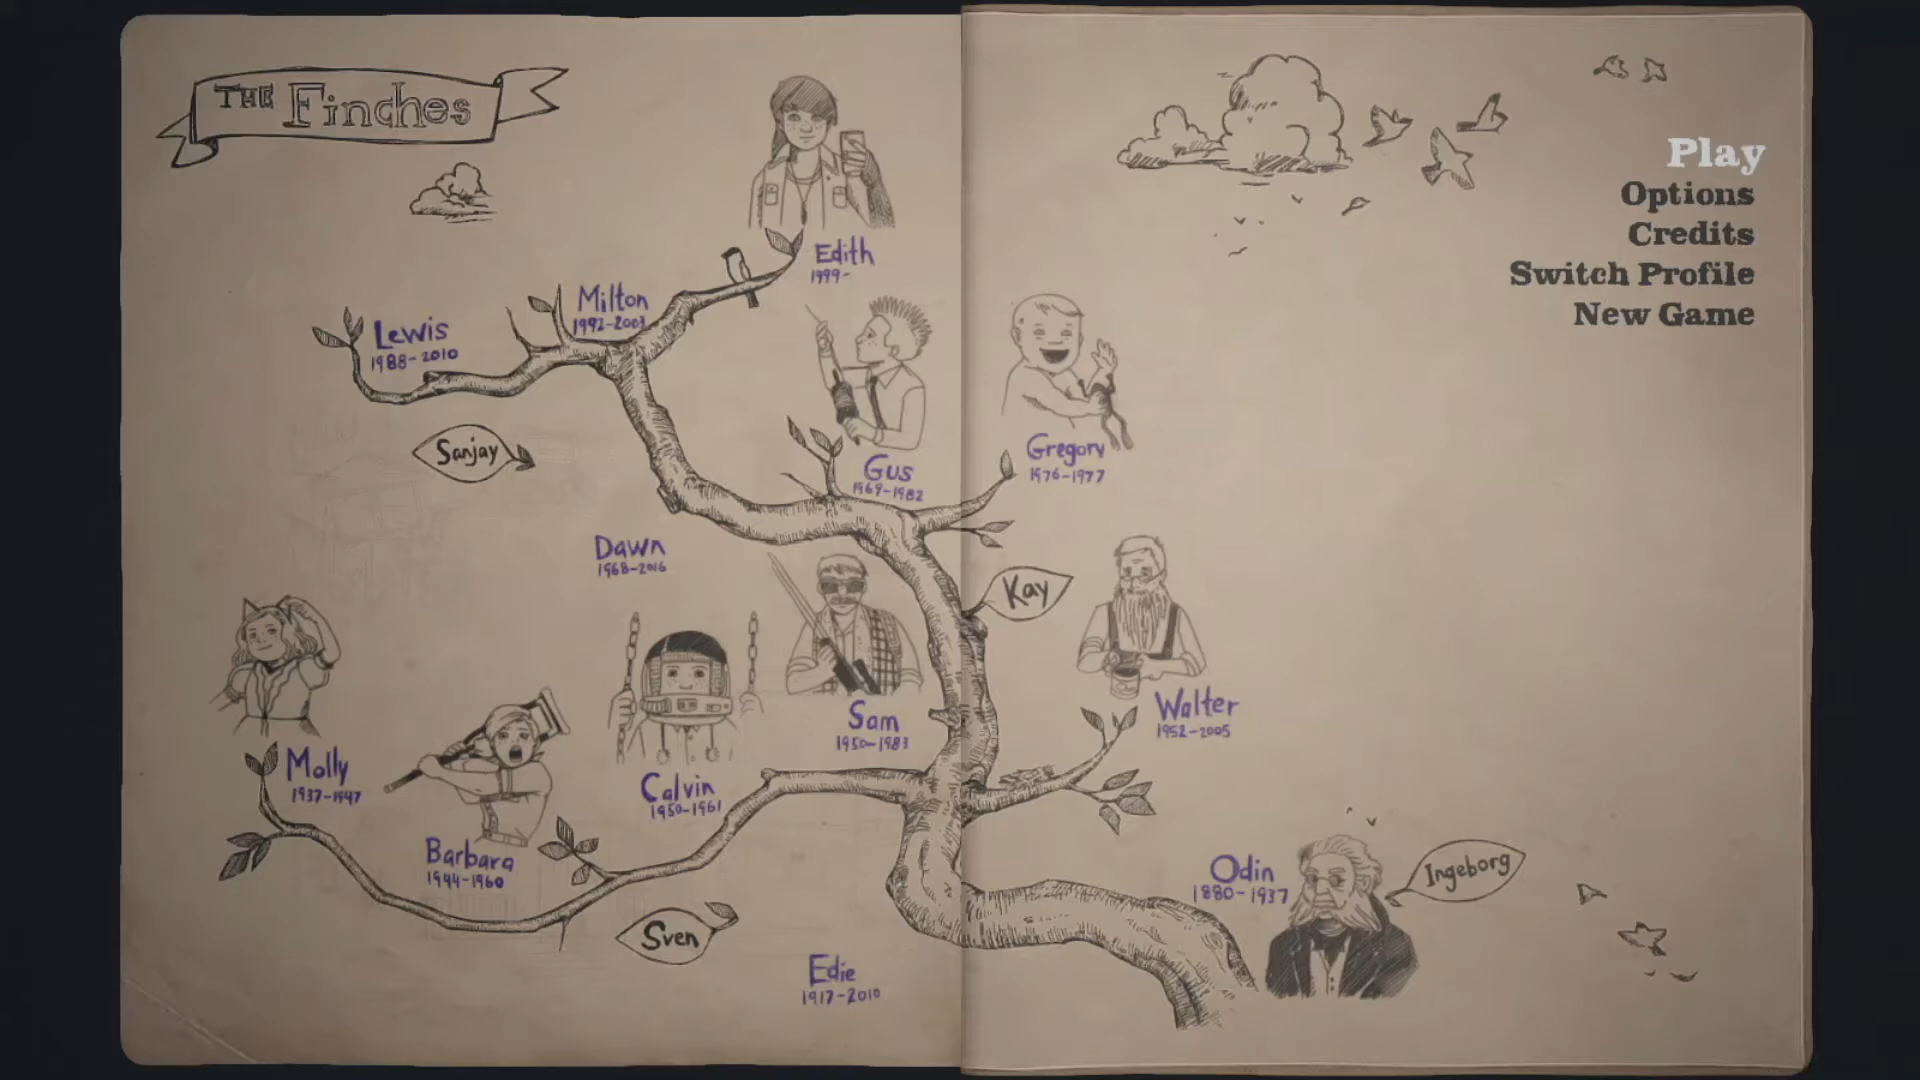 THE Finches
Edith
1999-
Play
Options
Credits
Switch Profile
New Game
Milton
1992-2003
Lewis
1988-2010
Sanjay
Gus
1969-1982
Gregory
1976-1977
Dawn
1968-2016
Kay
Sam
1950-1983
Walter
1952-2005
Molly
1937-1947
Calvin
1950-1961
Barbara
1944-1960
Sven
Odin
1880-1937
Ingeborg
Edie
1917-2010